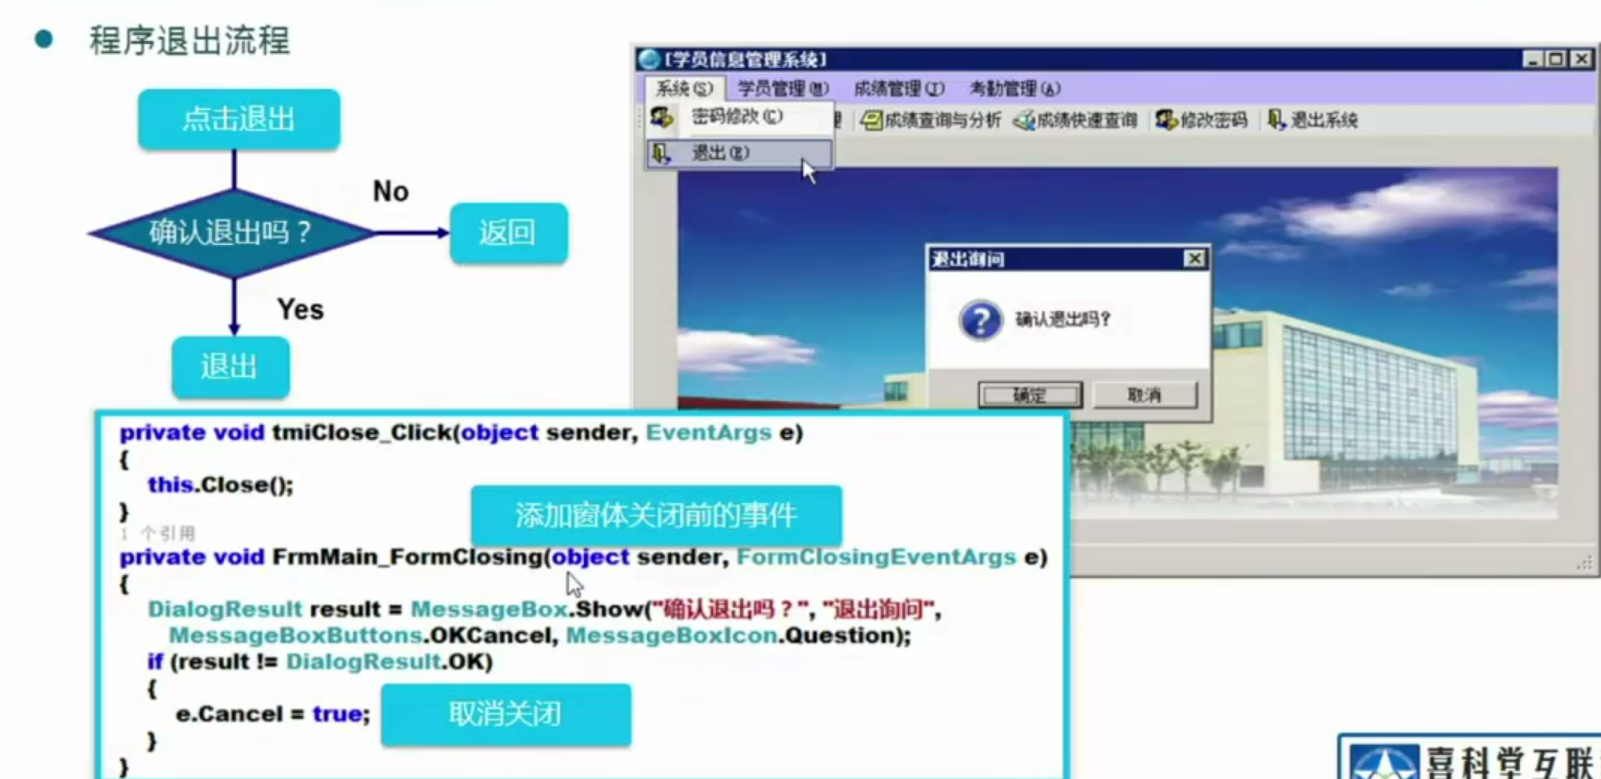 程序退出流程
点击退出
确认退出吗？
No
返回
Yes
退出
[学员信息管理系统]
系统(S) 学员管理(M) 成绩管理(J) 考勤管理(A)
密码修改(C)
成绩查询与分析 成绩快速查询 修改密码 退出系统
退出(E)
退出询问
确认退出吗?
确定 取消
private void tmiClose_Click(object sender, EventArgs e)
{
this.Close();
}
添加窗体关闭前的事件
1 个引用
private void FrmMain_FormClosing(object sender, FormClosingEventArgs e)
{
DialogResult result = MessageBox.Show("确认退出吗？", "退出询问",
MessageBoxButtons.OKCancel, MessageBoxIcon.Question);
if (result != DialogResult.OK)
{
e.Cancel = true;
取消关闭
}
}
喜科堂互联